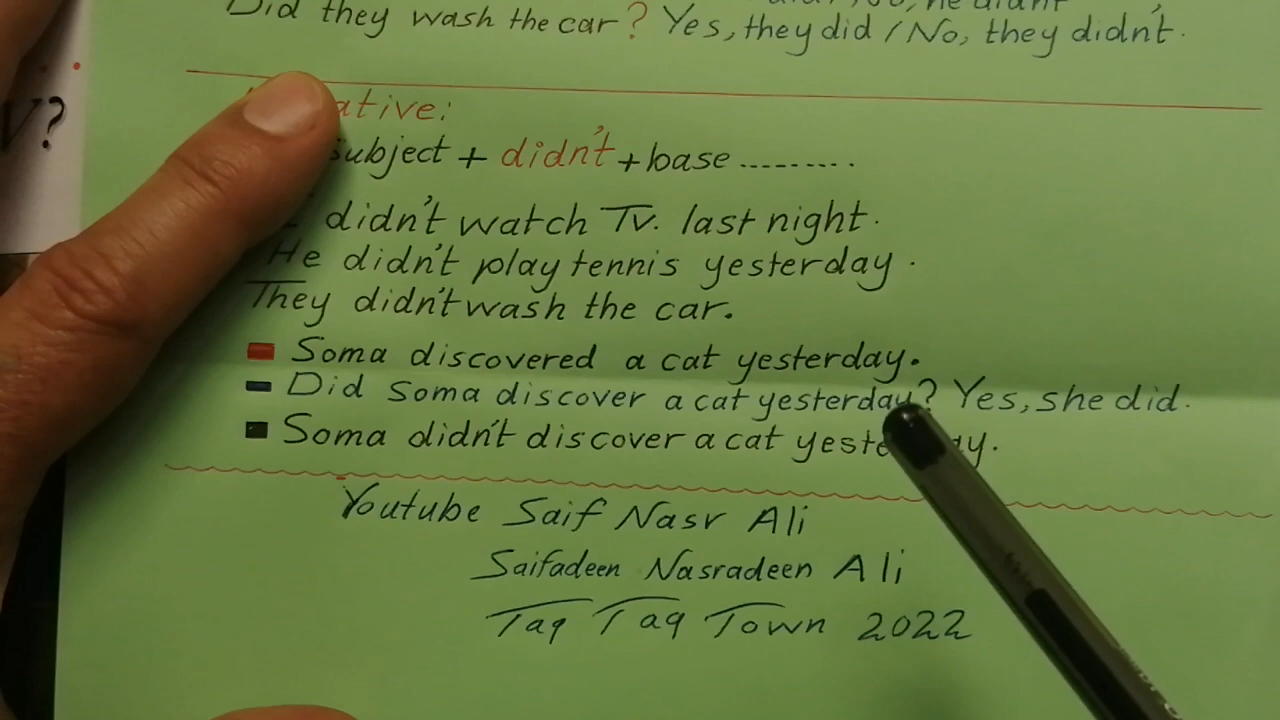 Did they wash the car? Yes, they did / No, they didn't.
V?
ative:
subject + didn't + base .........
didn't watch Tv. last night.
He didn't play tennis yesterday.
They didn't wash the car.
Soma discovered a cat yesterday.
Did Soma discover a cat yesterday? Yes, she did.
Soma didn't discover a cat yesterday.
Youtube Saif Nasr Ali
Saifadeen Nasradeen Ali
Taq Taq Town 2022